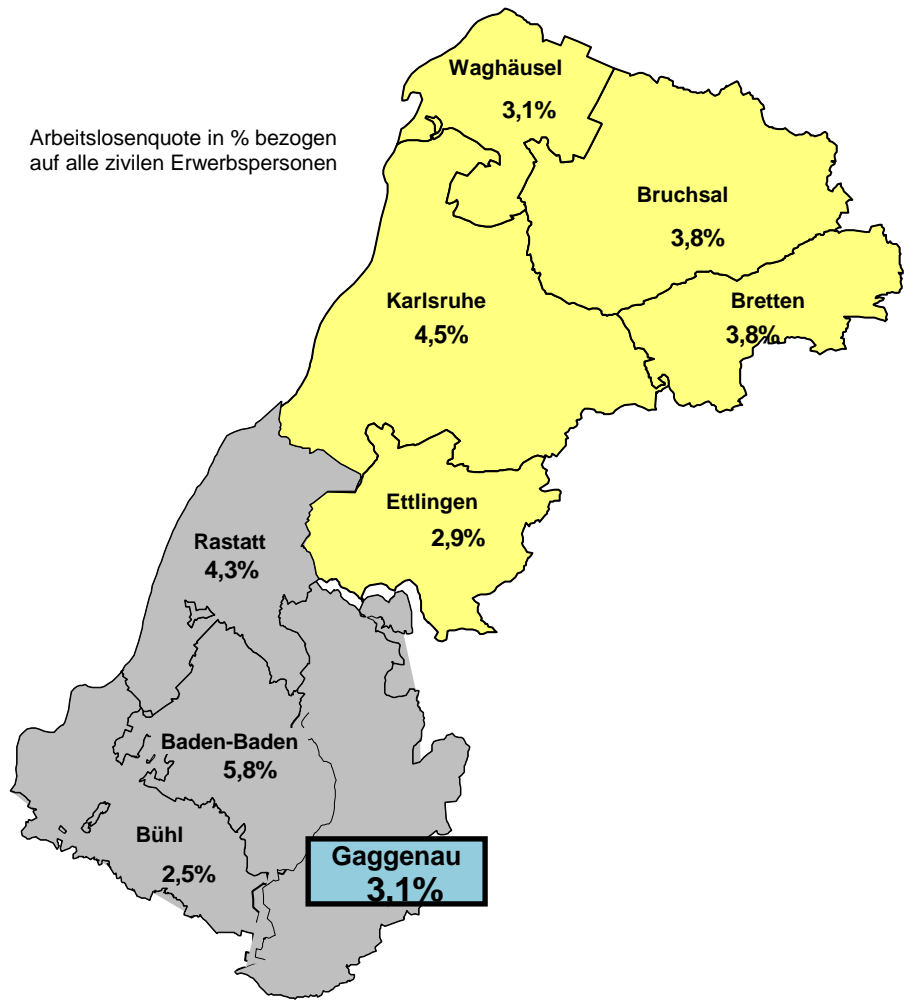 Waghäusel
3,1%
Arbeitslosenquote in % bezogen
auf alle zivilen Erwerbspersonen
Bruchsal
3,8%
Karlsruhe
4,5%
Bretten
3,8%
Ettlingen
2,9%
Rastatt
4,3%
Baden-Baden
5,8%
Bühl
2,5%
Gaggenau
3,1%